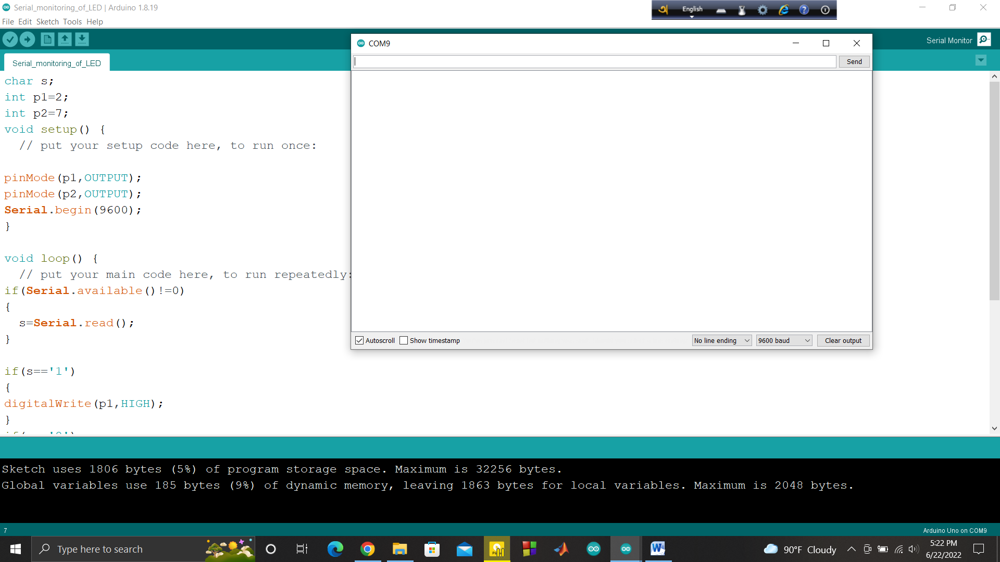 Serial_monitoring_of_LED | Arduino 1.8.19
English
File Edit Sketch Tools Help
Serial Monitor
Serial_monitoring_of_LED
COM9
Send
char s;
int p1=2;
int p2=7;
void setup() {
  // put your setup code here, to run once:
pinMode(p1,OUTPUT);
pinMode(p2,OUTPUT);
Serial.begin(9600);
}
void loop() {
  // put your main code here, to run repeatedly:
if(Serial.available()!=0)
{
  s=Serial.read();
}
if(s=='1')
{
digitalWrite(p1,HIGH);
}
Autoscroll Show timestamp No line ending 9600 baud Clear output
Sketch uses 1806 bytes (5%) of program storage space. Maximum is 32256 bytes.
Global variables use 185 bytes (9%) of dynamic memory, leaving 1863 bytes for local variables. Maximum is 2048 bytes.
7
Arduino Uno on COM9
Type here to search
90°F Cloudy
5:22 PM
6/22/2022